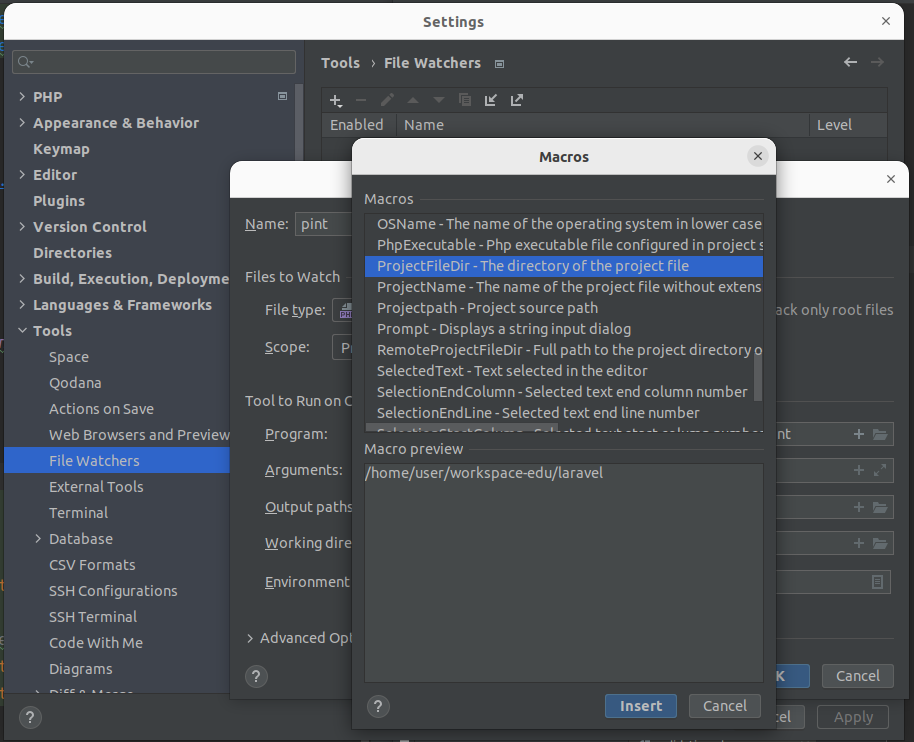 Settings
PHP
Appearance & Behavior
Keymap
Editor
Plugins
Version Control
Directories
Build, Execution, Deployme
Languages & Frameworks
Tools
Space
Qodana
Actions on Save
Web Browsers and Preview
File Watchers
External Tools
Terminal
Database
CSV Formats
SSH Configurations
SSH Terminal
Code With Me
Diagrams
Tools › File Watchers
Enabled Name Level
Name: pint
Files to Watch
File type:
Scope: Pr
ack only root files
Tool to Run on C
Program: nt
Arguments:
Output paths
Working dire
Environment
Advanced Opt
K Cancel
cel Apply
Macros
Macros
OSName - The name of the operating system in lower case
PhpExecutable - Php executable file configured in project s
ProjectFileDir - The directory of the project file
ProjectName - The name of the project file without extens
Projectpath - Project source path
Prompt - Displays a string input dialog
RemoteProjectFileDir - Full path to the project directory o
SelectedText - Text selected in the editor
SelectionEndColumn - Selected text end column number
SelectionEndLine - Selected text end line number
Macro preview
/home/user/workspace-edu/laravel
? Insert Cancel
?
?